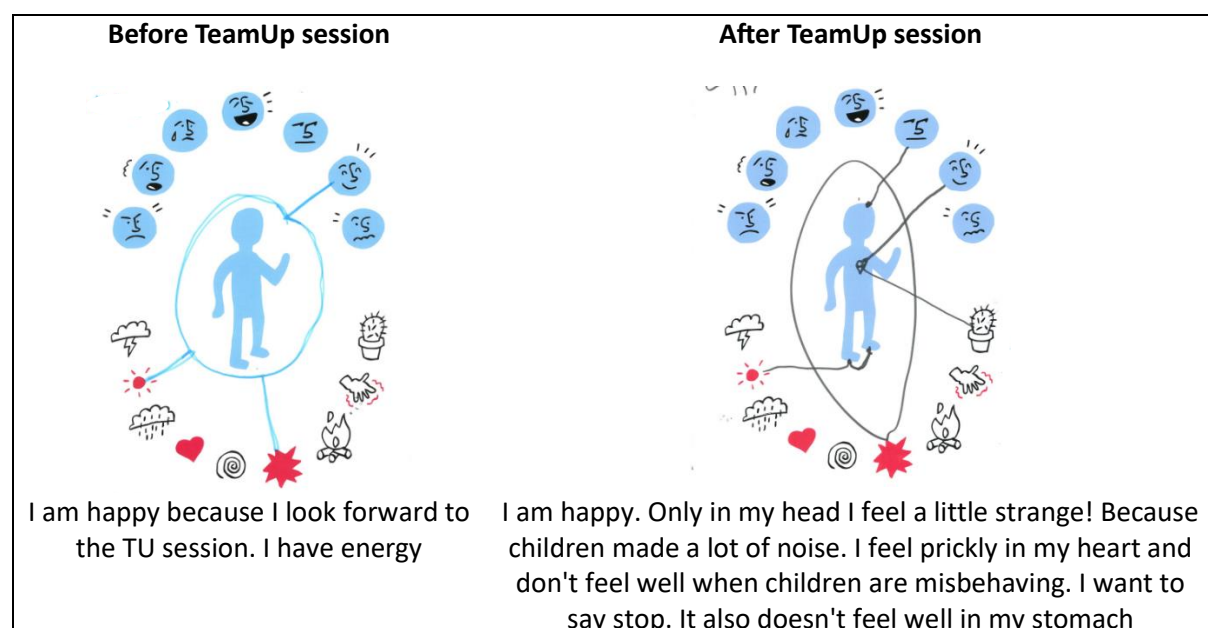 Before TeamUp session
After TeamUp session
I am happy because I look forward to
the TU session. I have energy
I am happy. Only in my head I feel a little strange! Because
children made a lot of noise. I feel prickly in my heart and
don't feel well when children are misbehaving. I want to
say stop. It also doesn't feel well in my stomach